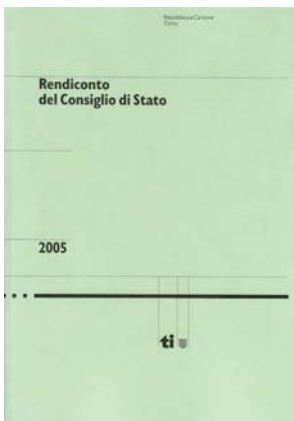 Repubblica e Cantone
Ticino
Rendiconto
del Consiglio di Stato
2005
ti